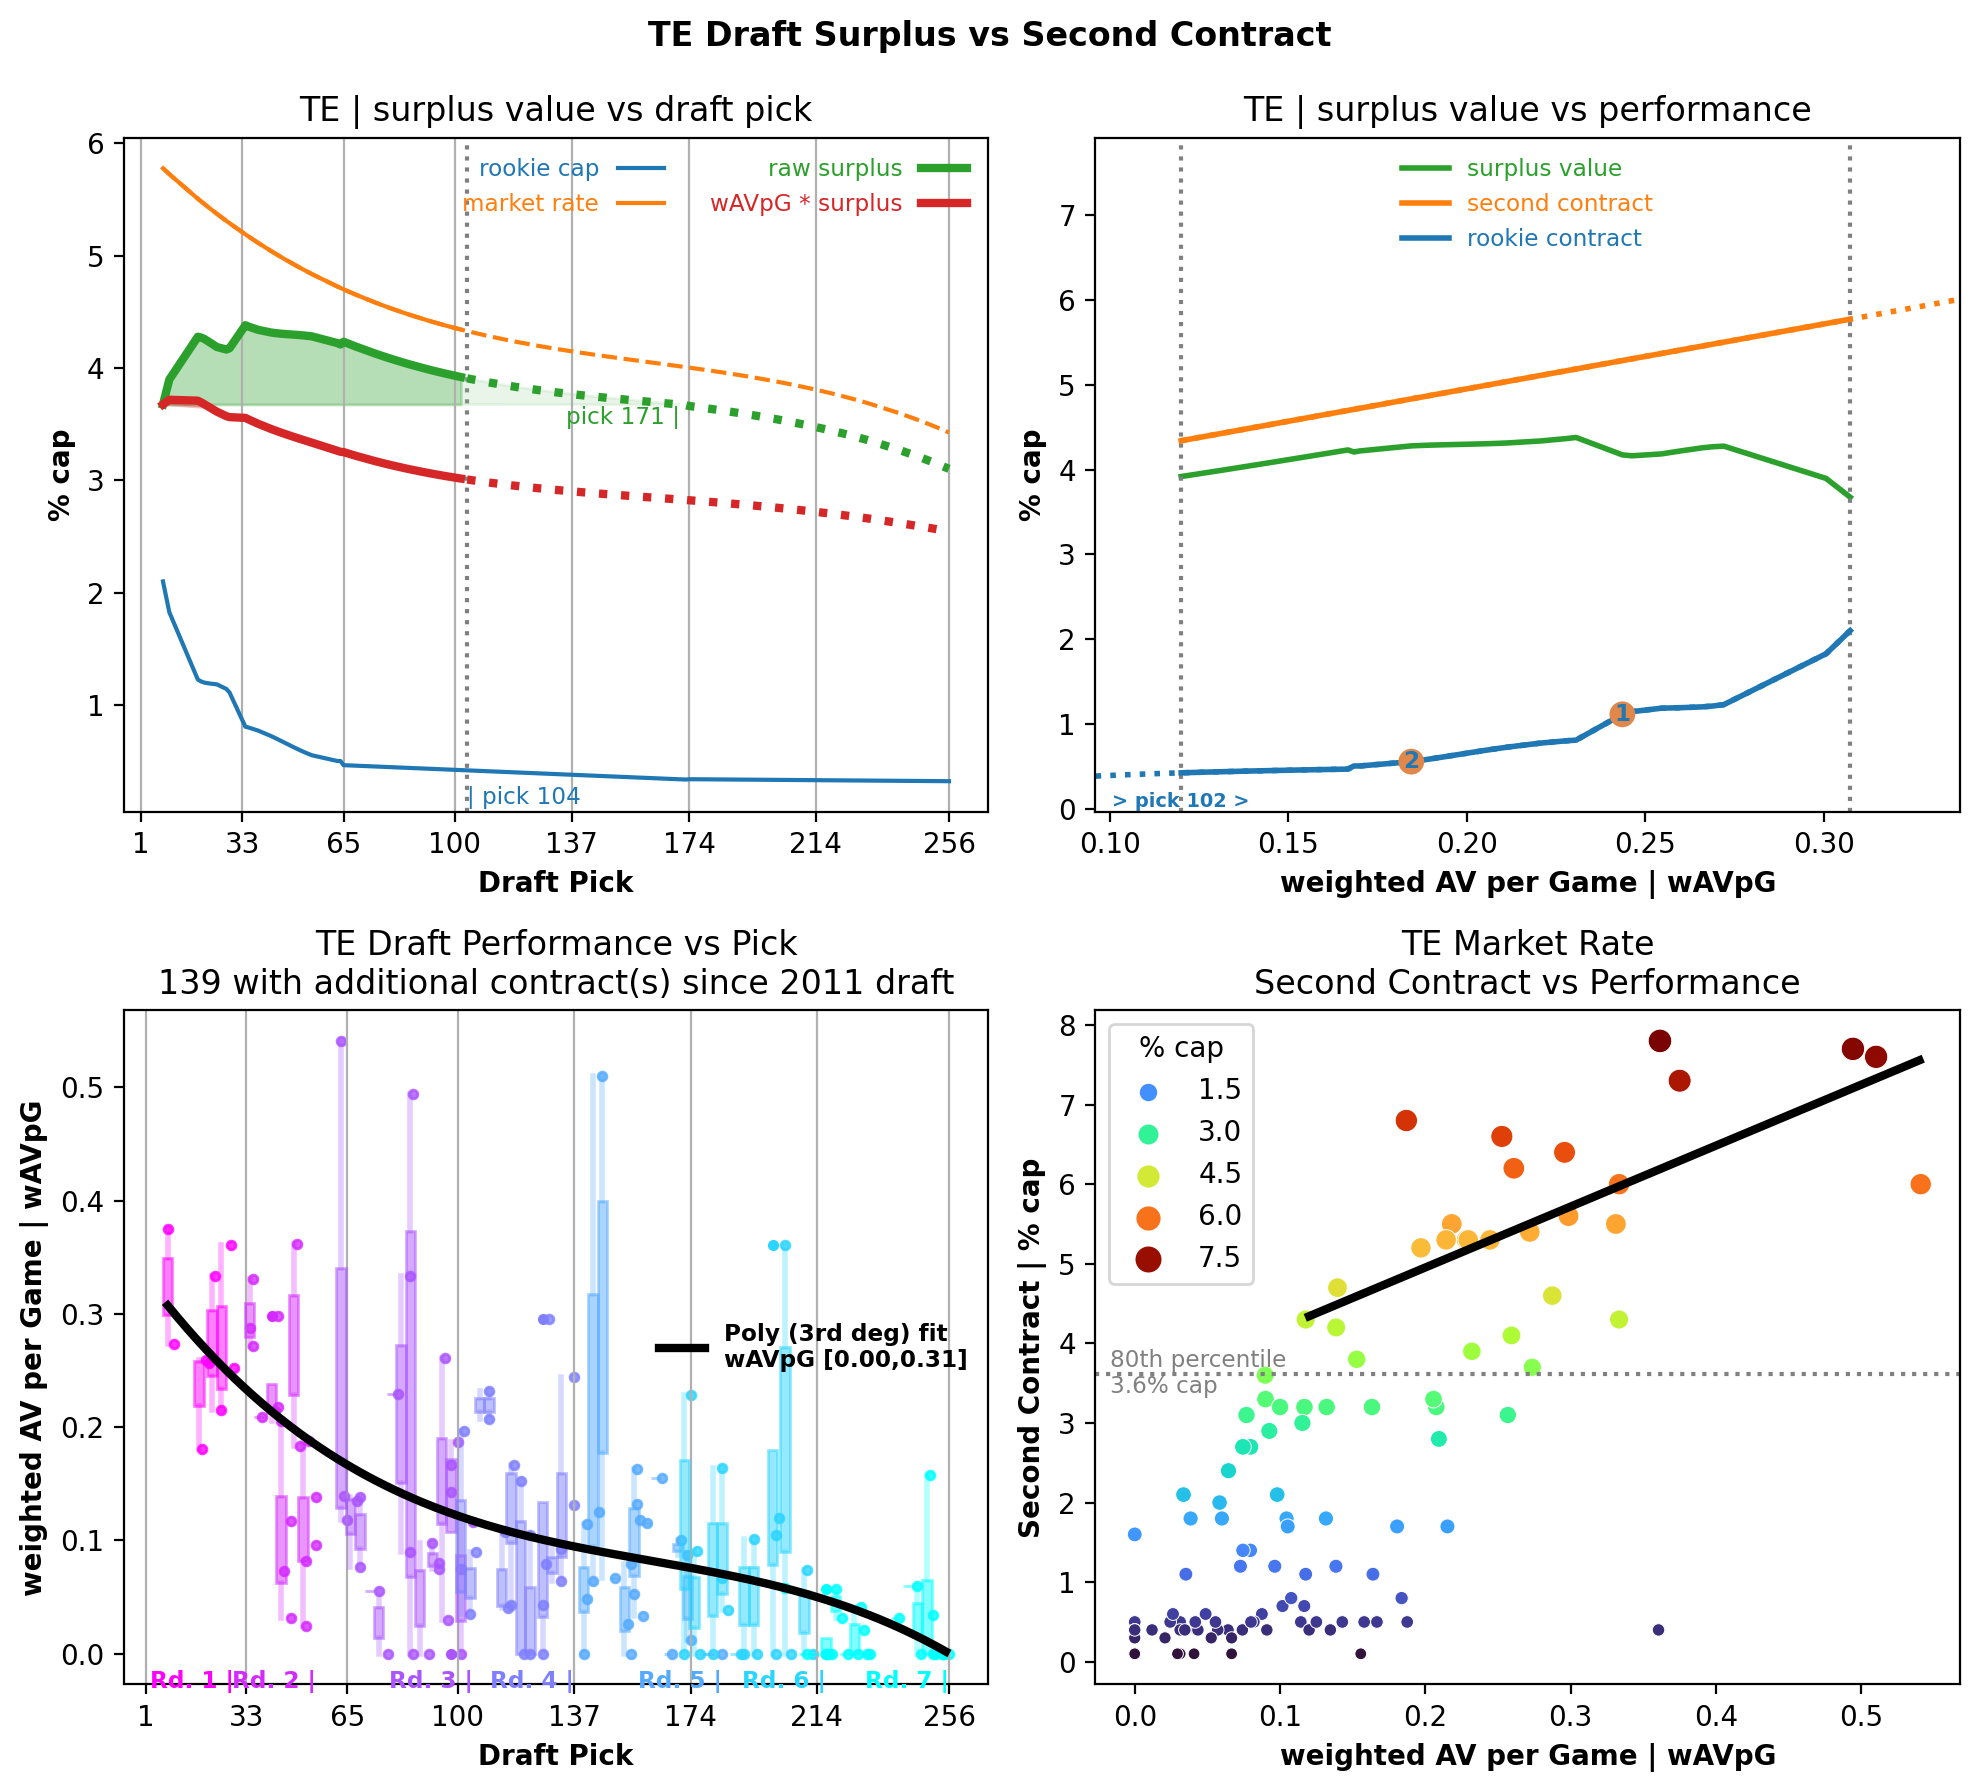 TE Draft Surplus vs Second Contract
TE | surplus value vs draft pick
rookie cap
market rate
raw surplus
wAVpG * surplus
6
5
4
3
2
1
% cap
pick 171 |
| pick 104
1 33 65 100 137 174 214 256
Draft Pick
TE | surplus value vs performance
surplus value
second contract
rookie contract
7
6
5
4
3
2
1
0
% cap
1
2
> pick 102 >
0.10 0.15 0.20 0.25 0.30
weighted AV per Game | wAVpG
TE Draft Performance vs Pick
139 with additional contract(s) since 2011 draft
0.5
0.4
0.3
0.2
0.1
0.0
weighted AV per Game | wAVpG
Poly (3rd deg) fit
wAVpG [0.00,0.31]
Rd. 1 | Rd. 2 | Rd. 3 | Rd. 4 | Rd. 5 | Rd. 6 | Rd. 7 |
1 33 65 100 137 174 214 256
Draft Pick
TE Market Rate
Second Contract vs Performance
% cap
1.5
3.0
4.5
6.0
7.5
8
7
6
5
4
3
2
1
0
Second Contract | % cap
80th percentile
3.6% cap
0.0 0.1 0.2 0.3 0.4 0.5
weighted AV per Game | wAVpG